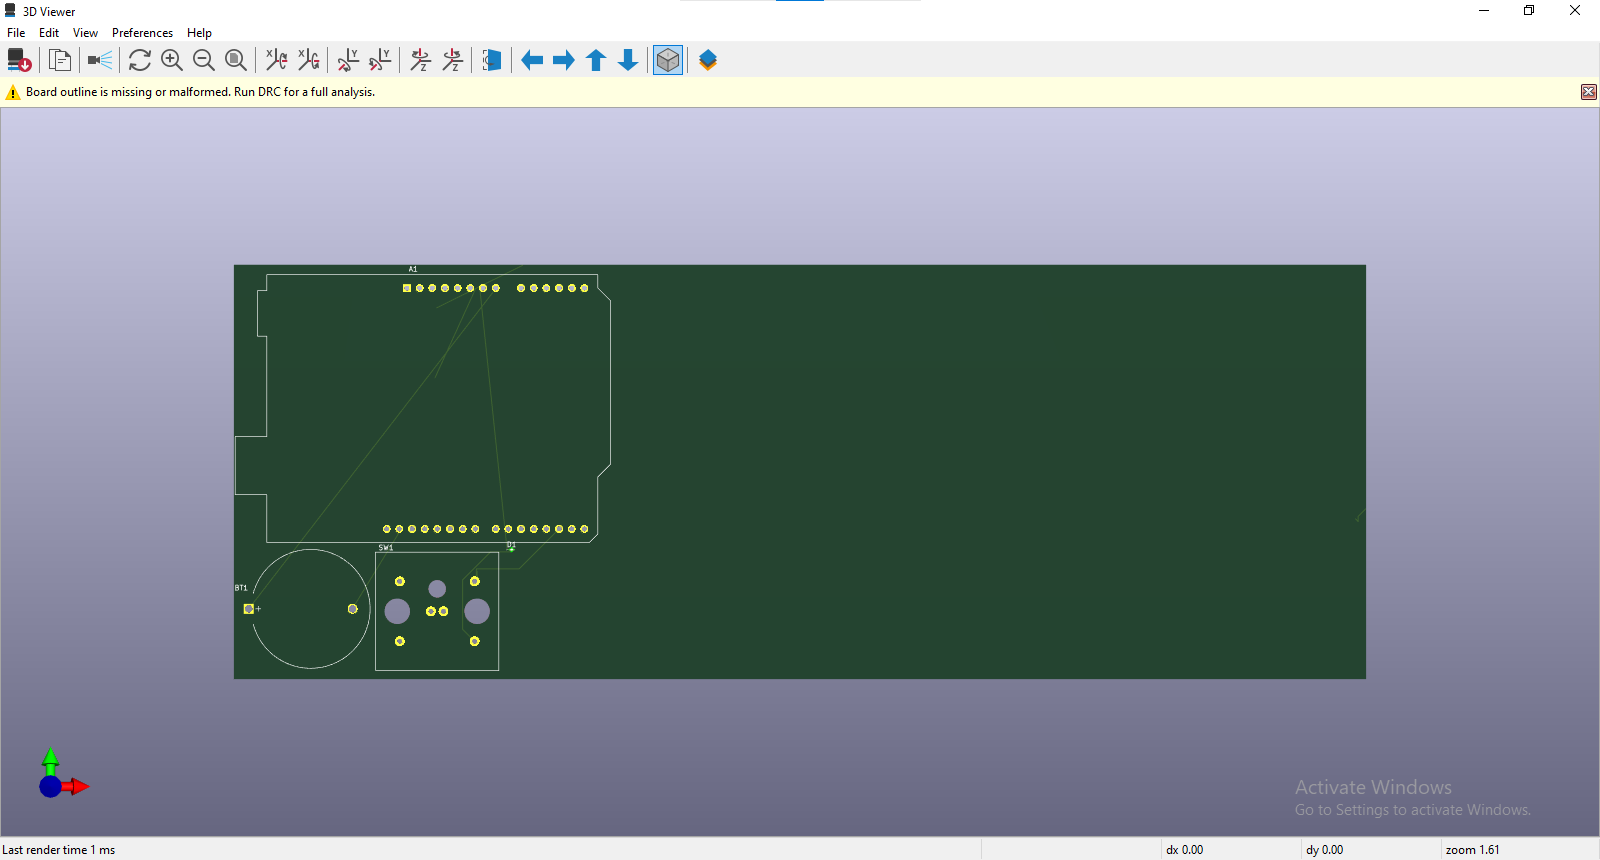 3D Viewer
File Edit View Preferences Help
Board outline is missing or malformed. Run DRC for a full analysis.
A1
SW1
D1
BT1
+
Activate Windows
Go to Settings to activate Windows.
Last render time 1 ms
dx 0.00
dy 0.00
zoom 1.61